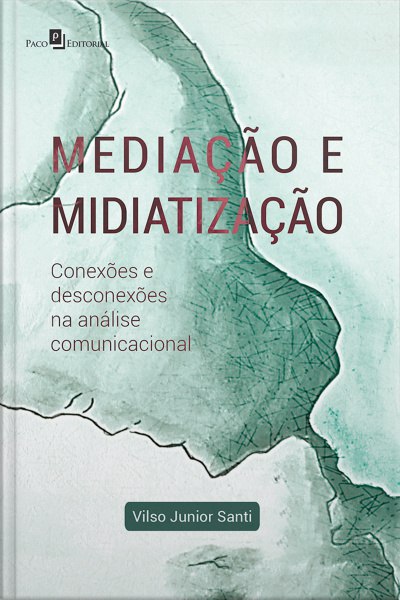 PACO EDITORIAL
MEDIAÇÃO E
MIDIATIZAÇÃO
Conexões e
desconexões
na análise
comunicacional
Vilso Junior Santi